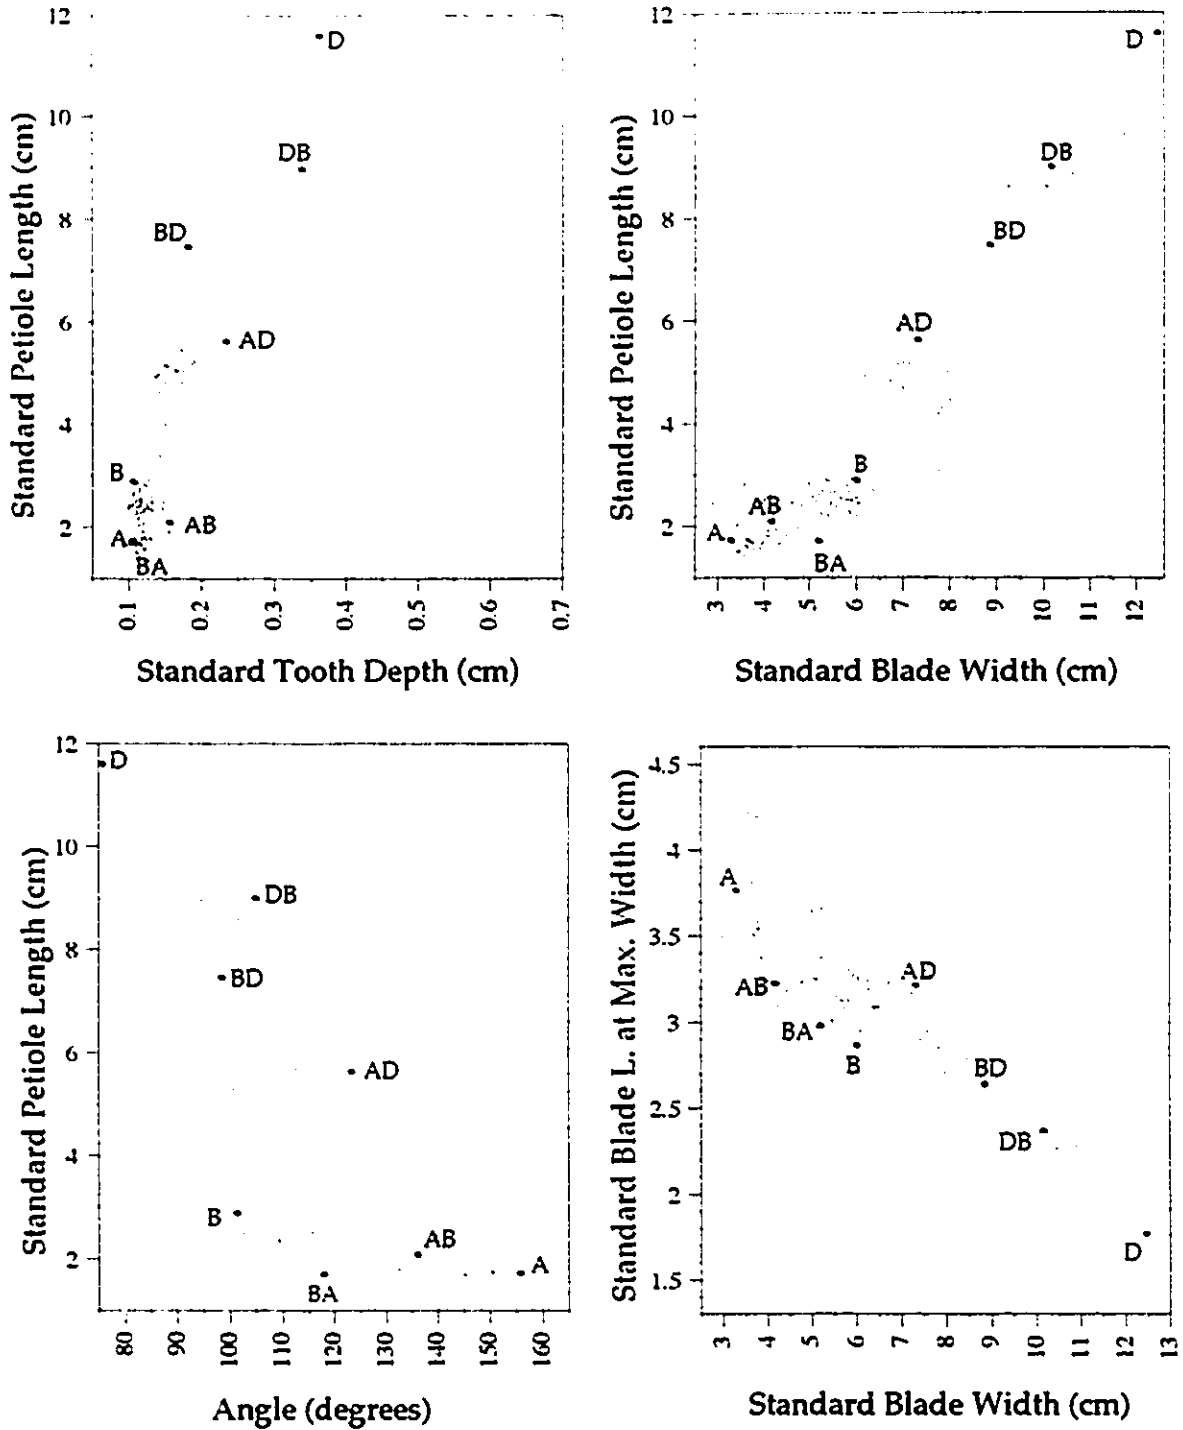 12
10
8
6
4
2
Standard Petiole Length (cm)
D
DB
BD
AD
B
AB
A
BA
0.1 0.2 0.3 0.4 0.5 0.6 0.7
Standard Tooth Depth (cm)
12
10
8
6
4
2
Standard Petiole Length (cm)
D
DB
BD
AD
B
AB
A
BA
3 4 5 6 7 8 9 10 11 12
Standard Blade Width (cm)
12
10
8
6
4
2
Standard Petiole Length (cm)
D
DB
BD
AD
B
AB
A
BA
80 90 100 110 120 130 140 150 160
Angle (degrees)
4.5
4
3.5
3
2.5
2
1.5
Standard Blade L. at Max. Width (cm)
A
AD
AB
BA
B
BD
DB
D
3 4 5 6 7 8 9 10 11 12 13
Standard Blade Width (cm)